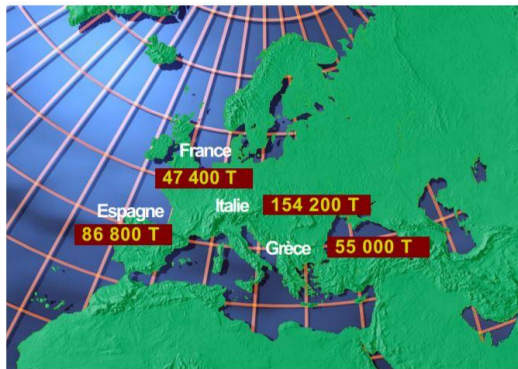 France
47 400 T
Italie
154 200 T
Espagne
86 800 T
Grèce
55 000 T